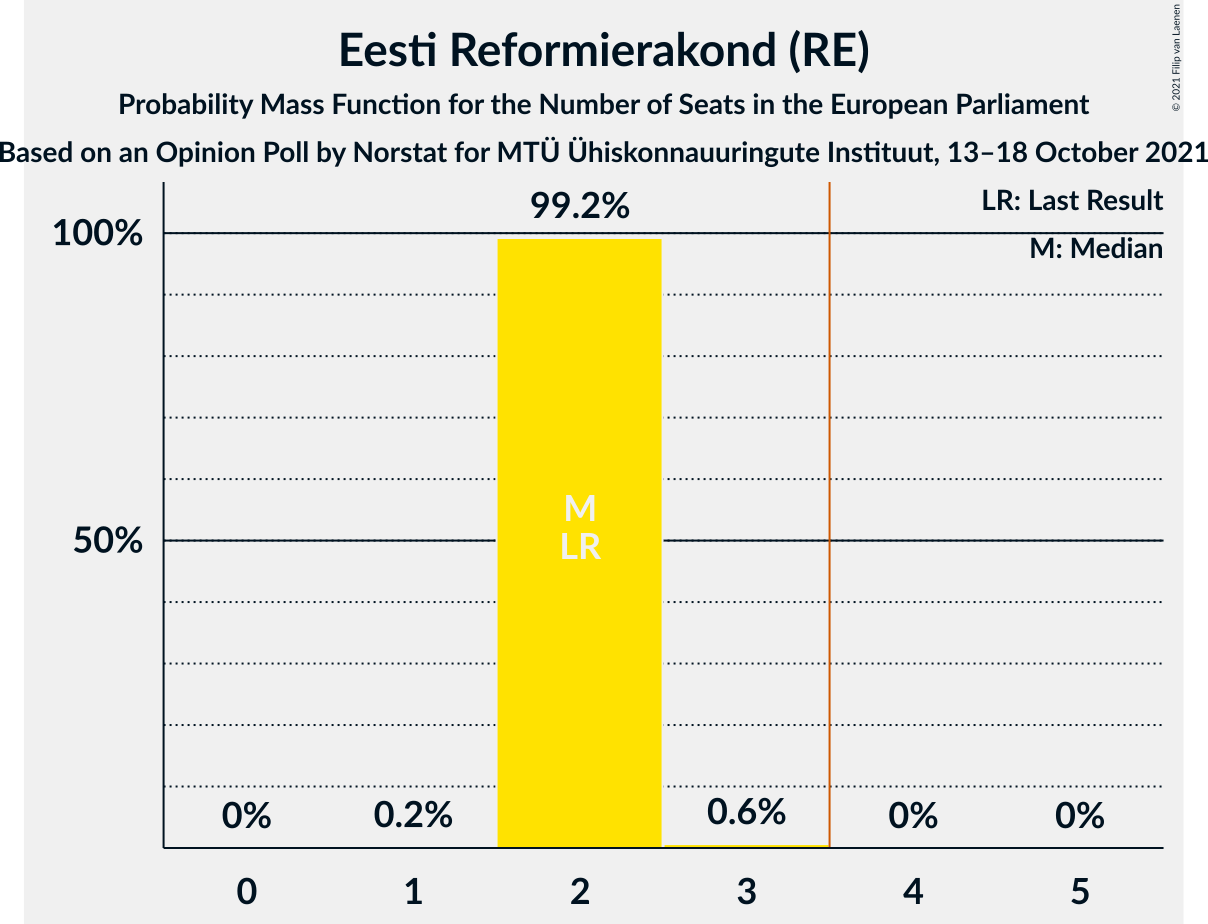 Eesti Reformierakond (RE)
Probability Mass Function for the Number of Seats in the European Parliament
Based on an Opinion Poll by Norstat for MTÜ Ühiskonnauuringute Instituut, 13–18 October 2021
© 2021 Filip van Laenen
LR: Last Result
M: Median
99.2%
100%
50%
M
LR
0%
0.2%
0.6%
0%
0%
0
1
2
3
4
5